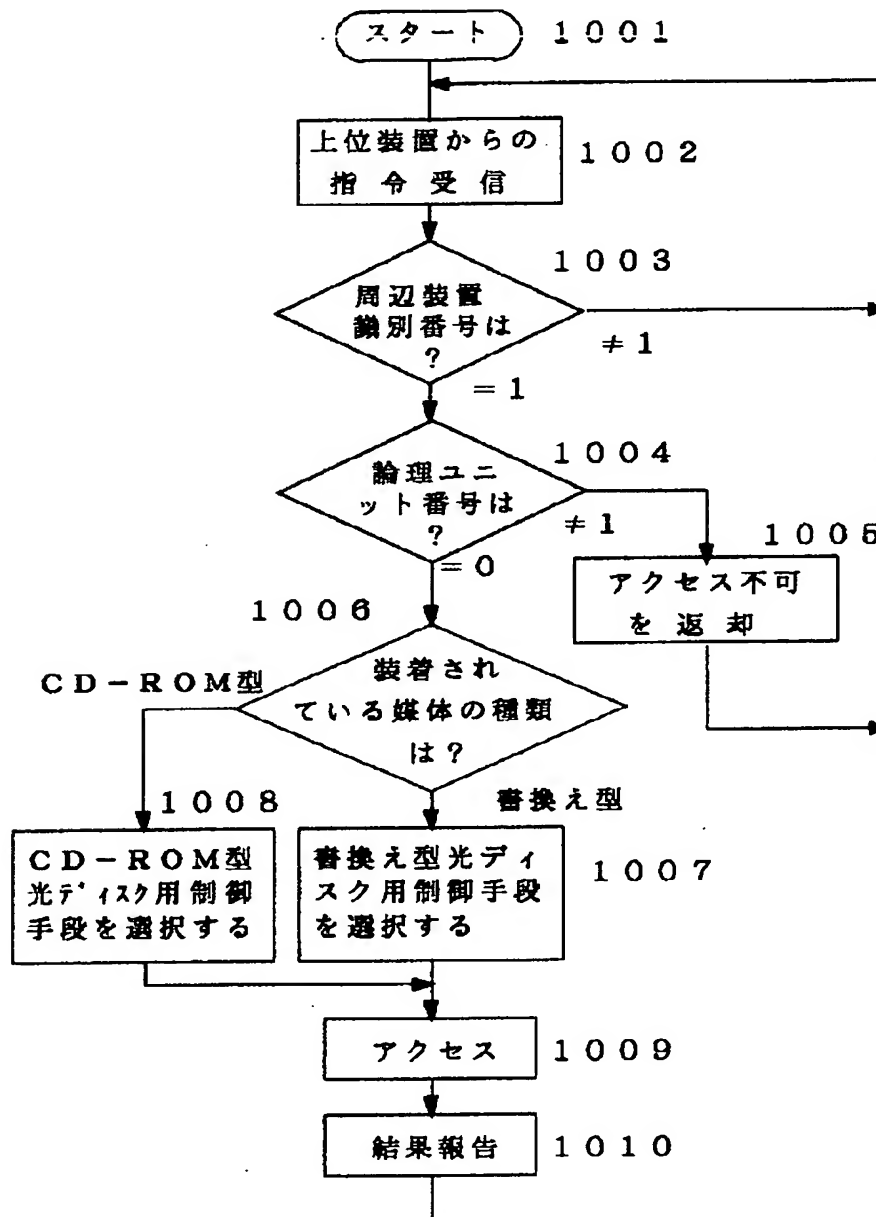 スタート
1001
上位装置からの
指令受信
1002
1003
周辺装置
識別番号は
?
≠1
=1
1004
論理ユニ
ット番号は
?
≠1
=0
1005
アクセス不可
を返却
1006
装着され
ている媒体の種類
は?
CD-ROM型
書換え型
1008
CD-ROM型
光ディスク用制御
手段を選択する
書換え型光ディ
スク用制御手段
を選択する
1007
アクセス
1009
結果報告
1010